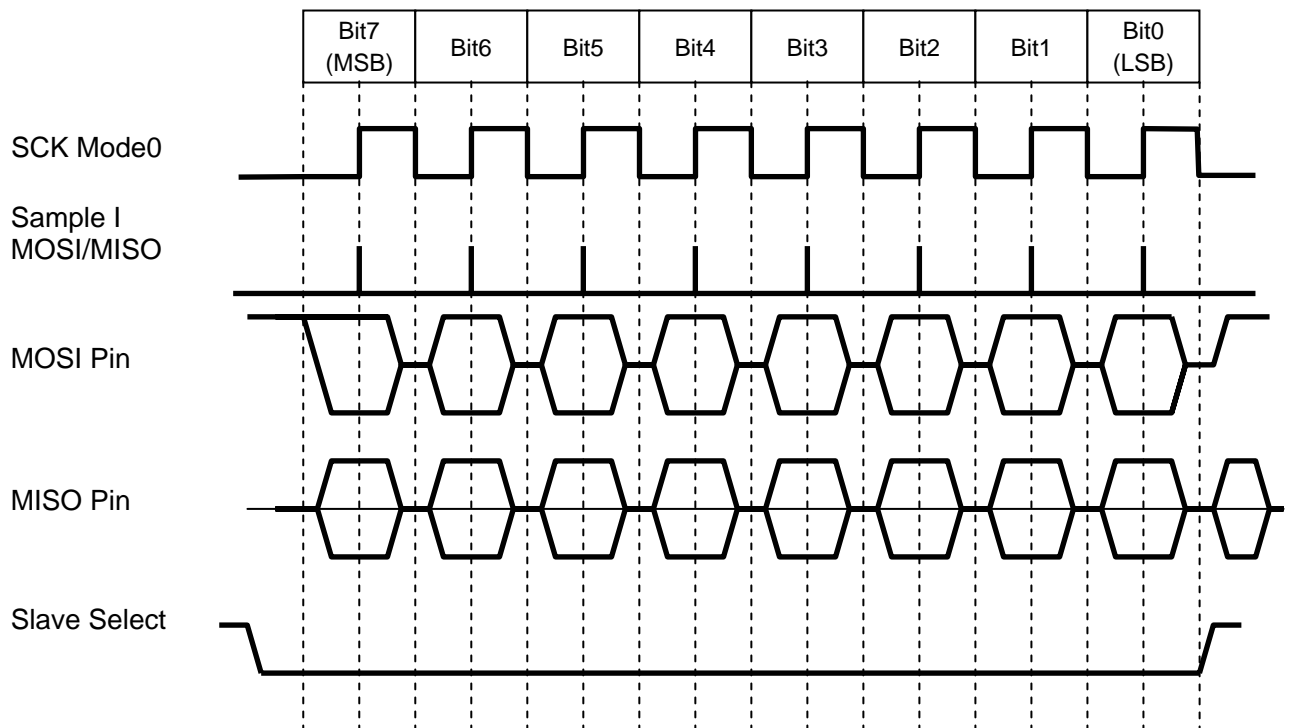 Bit7
(MSB)
Bit6
Bit5
Bit4
Bit3
Bit2
Bit1
Bit0
(LSB)
SCK Mode0
Sample I
MOSI/MISO
MOSI Pin
MISO Pin
Slave Select